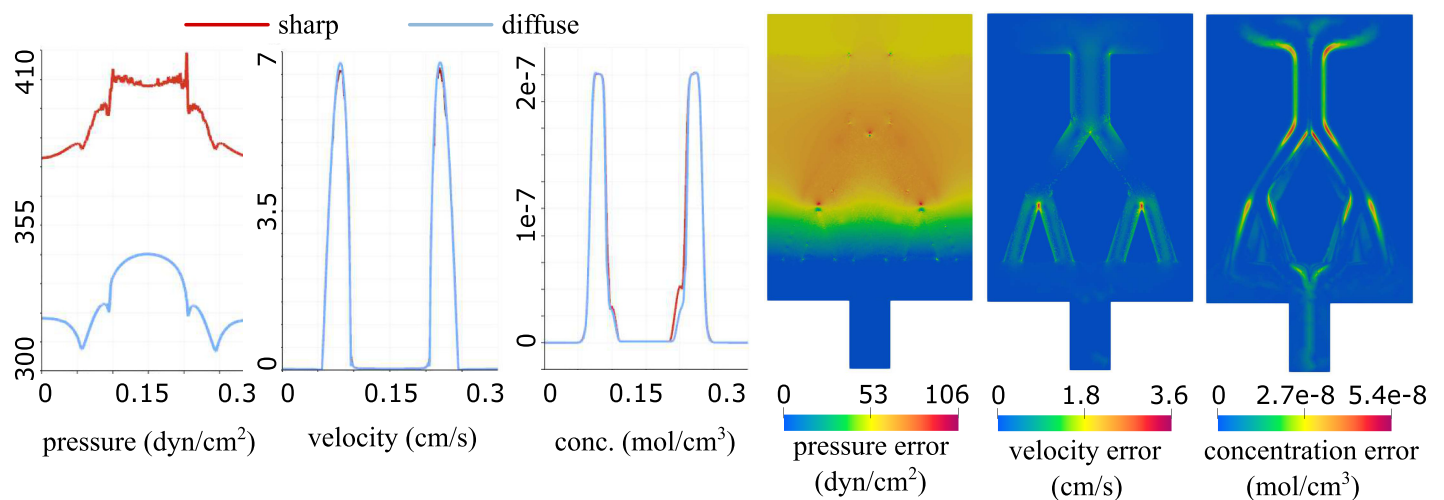 sharp
diffuse
410
355
300
0
0.15
0.3
pressure (dyn/cm²)
7
3.5
0
0
0.15
0.3
velocity (cm/s)
2e-7
1e-7
0
0
0.15
0.3
conc. (mol/cm³)
0
53
106
pressure error
(dyn/cm²)
0
1.8
3.6
velocity error
(cm/s)
0
2.7e-8
5.4e-8
concentration error
(mol/cm³)